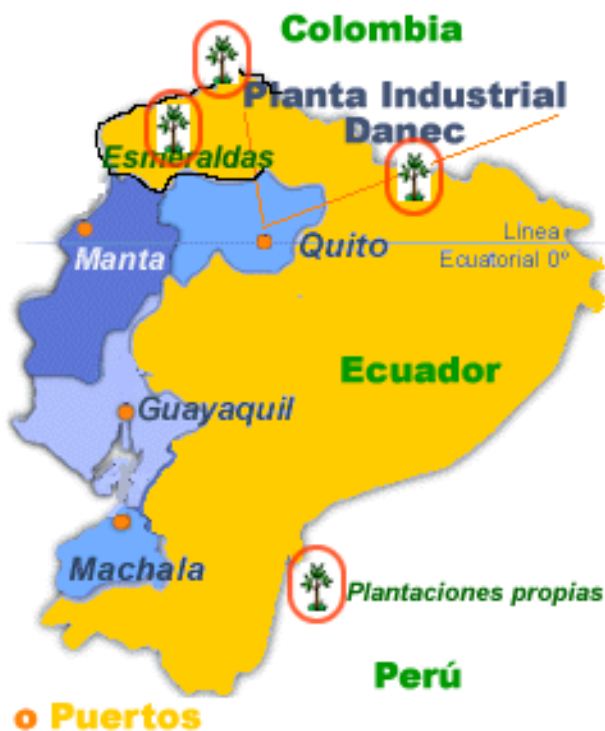 Colombia
Planta Industrial
Danec
Esmeraldas
Línea
Quito
Ecuatorial 0º
Manta
Ecuador
Guayaquil
Machala
Plantaciones propias
Perú
o Puertos